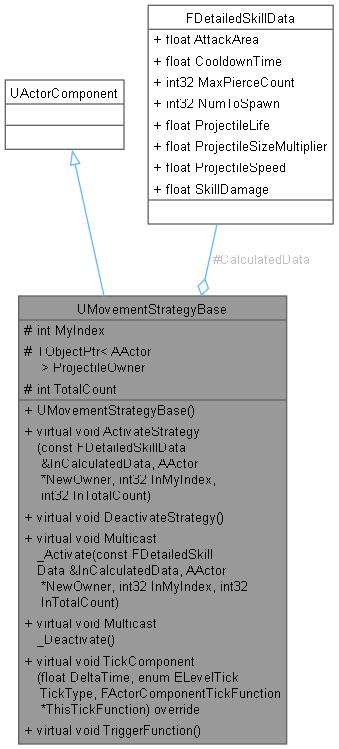 FDetailedSkillData
+ float AttackArea
+ float CooldownTime
+ int32 MaxPierceCount
+ int32 NumToSpawn
+ float ProjectileLife
+ float ProjectileSizeMultiplier
+ float ProjectileSpeed
+ float SkillDamage
UActorComponent
#CalculatedData
UMovementStrategyBase
# int MyIndex
# TObjectPtr< AActor
> ProjectileOwner
# int TotalCount
+ UMovementStrategyBase()
+ virtual void ActivateStrategy
(const FDetailedSkillData
&InCalculatedData, AActor
*NewOwner, int32 InMyIndex,
int32 InTotalCount)
+ virtual void DeactivateStrategy()
+ virtual void Multicast
_Activate(const FDetailedSkill
Data &InCalculatedData, AActor
*NewOwner, int32 InMyIndex, int32
InTotalCount)
+ virtual void Multicast
_Deactivate()
+ virtual void TickComponent
(float DeltaTime, enum ELevelTick
TickType, FActorComponentTickFunction
*ThisTickFunction) override
+ virtual void TriggerFunction()